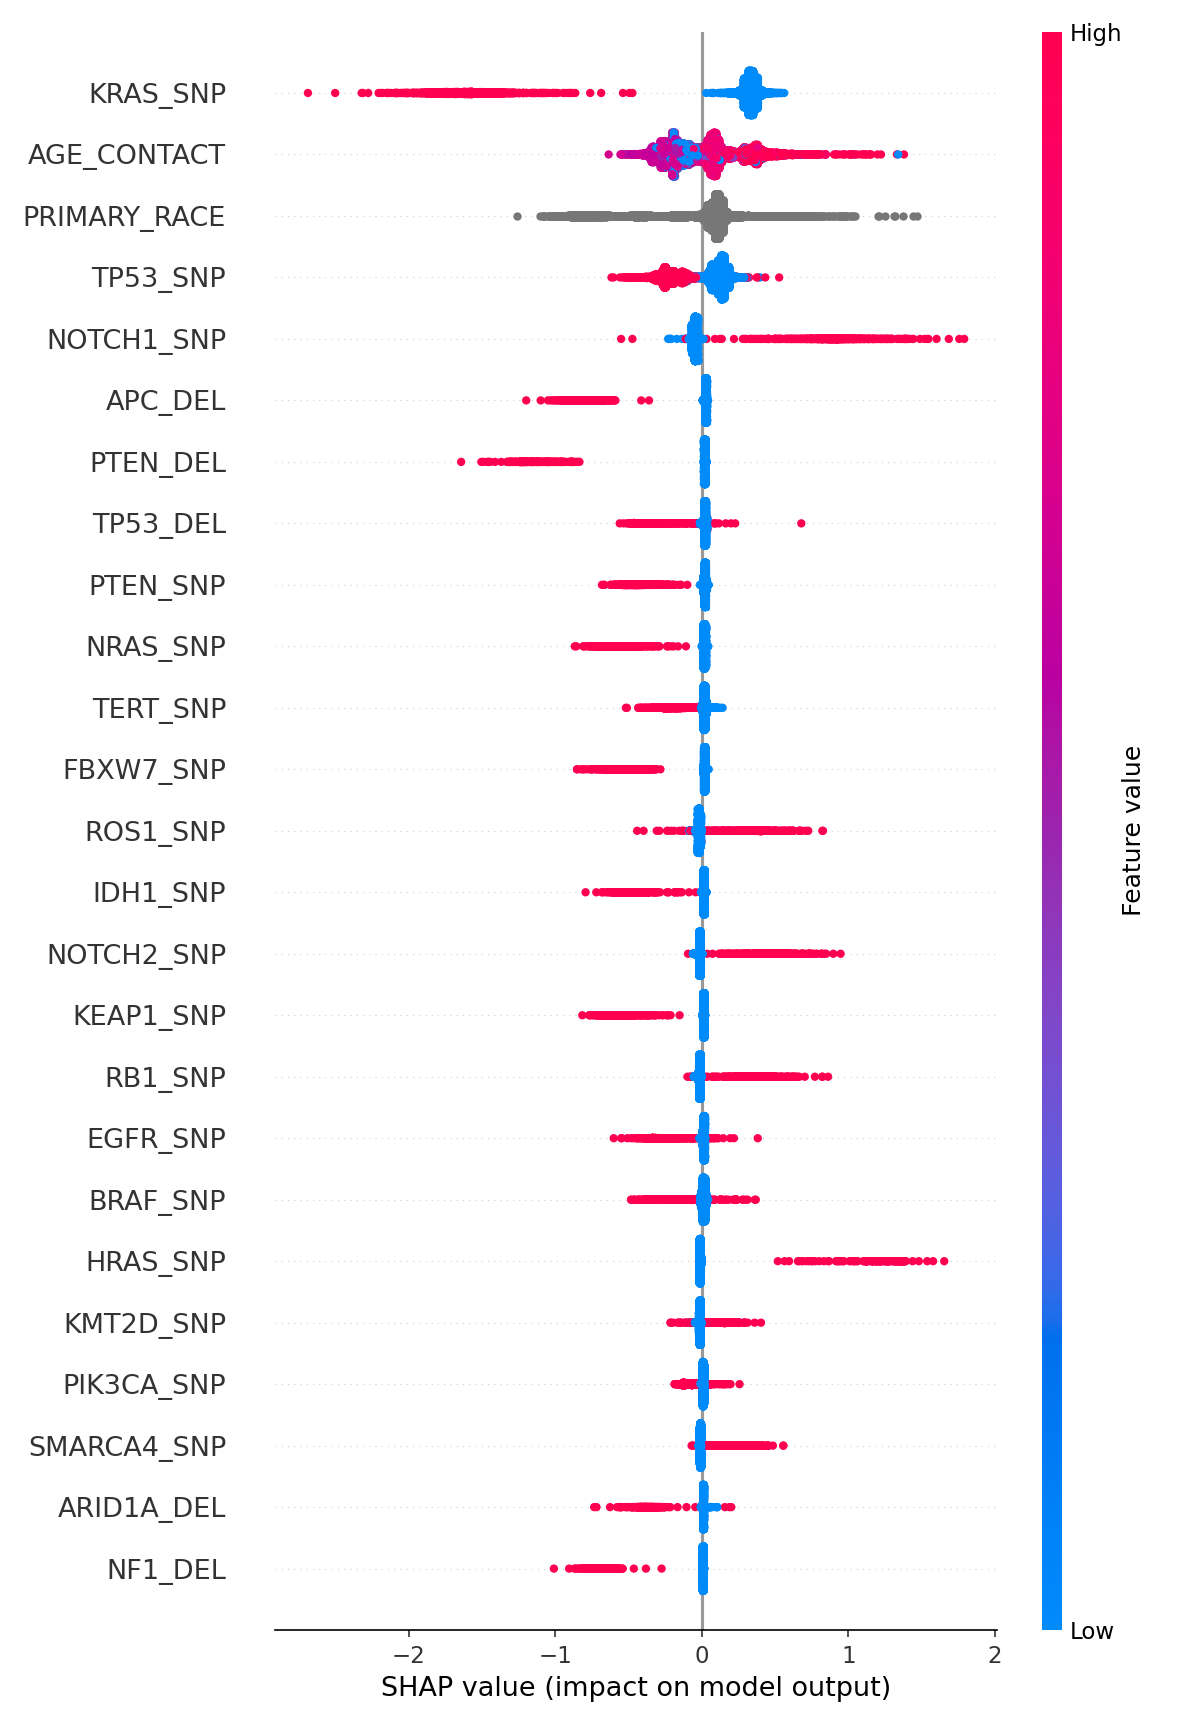 High
KRAS_SNP
AGE_CONTACT
PRIMARY_RACE
TP53_SNP
NOTCH1_SNP
APC_DEL
PTEN_DEL
TP53_DEL
PTEN_SNP
NRAS_SNP
TERT_SNP
FBXW7_SNP
ROS1_SNP
IDH1_SNP
NOTCH2_SNP
KEAP1_SNP
RB1_SNP
EGFR_SNP
BRAF_SNP
HRAS_SNP
KMT2D_SNP
PIK3CA_SNP
SMARCA4_SNP
ARID1A_DEL
NF1_DEL
Feature value
Low
−2 −1 0 1 2
SHAP value (impact on model output)